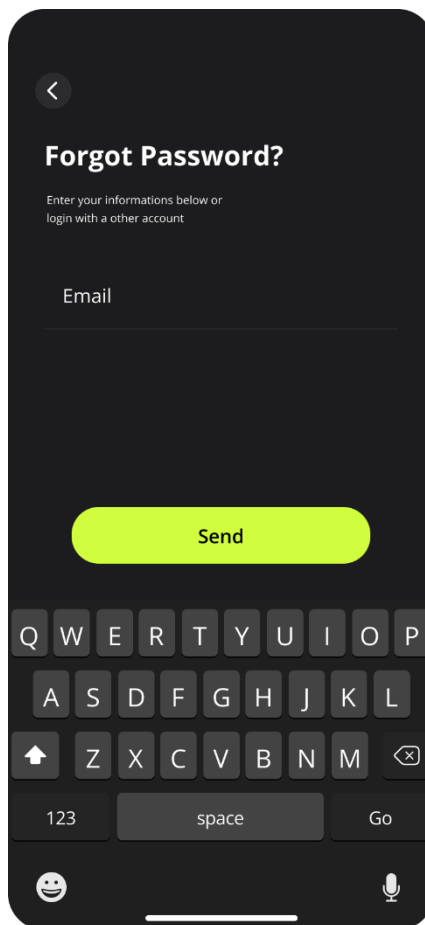 Forgot Password?
Enter your informations below or
login with a other account
Email
Send
Q W E R T Y U I O P
A S D F G H J K L
Z X C V B N M
123 space Go